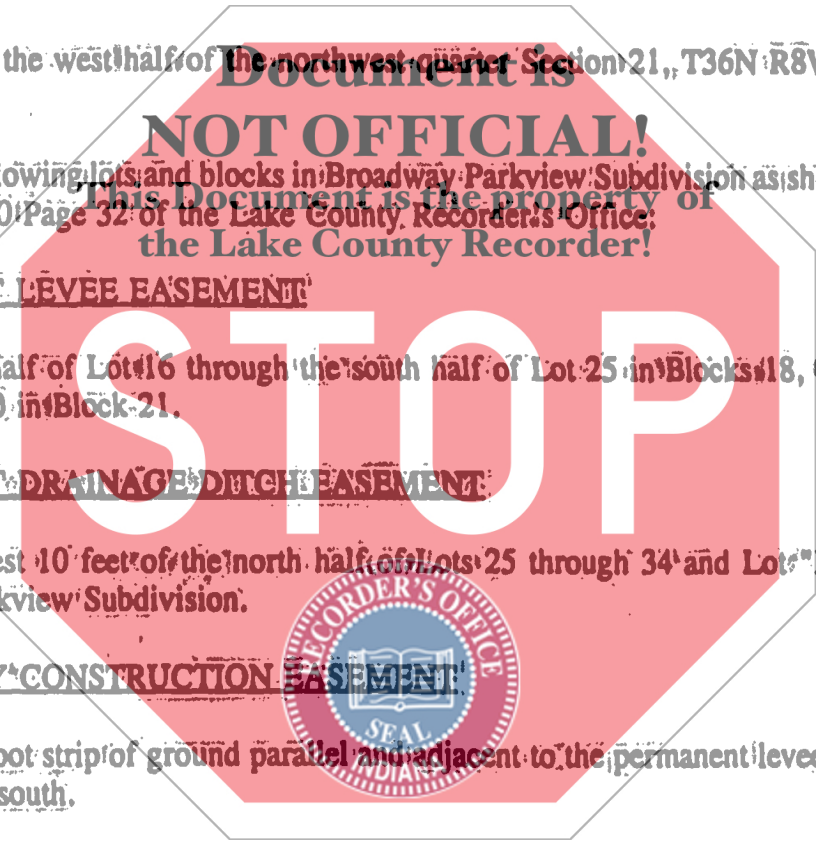 the west half of the northwest quarter Section 21, T36N R8
Document is
NOT OFFICIAL!
owing lots and blocks in Broadway Parkview Subdivision as sh
This Document is the property of
Page 32 of the Lake County Recorder's Office:
the Lake County Recorder!
LEVEE EASEMENT
alf of Lot 16 through the south half of Lot 25 in Blocks 18,
in Block 21.
STOP
DRAINAGE DITCH EASEMENT
est 10 feet of the north half of Lots 25 through 34 and Lot
kview Subdivision.
RECORDER'S OFFICE
Y CONSTRUCTION EASEMENT
SEAL
oot strip of ground parallel and adjacent to the permanent levee
INDIANA
south.